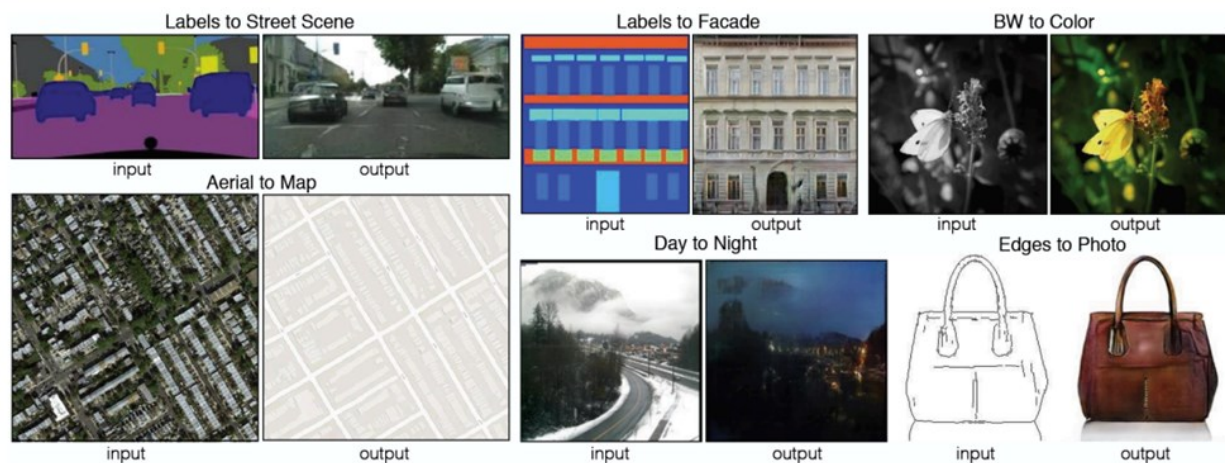 Labels to Street Scene
input
output
Aerial to Map
input
output
Labels to Facade
input
output
BW to Color
input
output
Day to Night
input
output
Edges to Photo
input
output